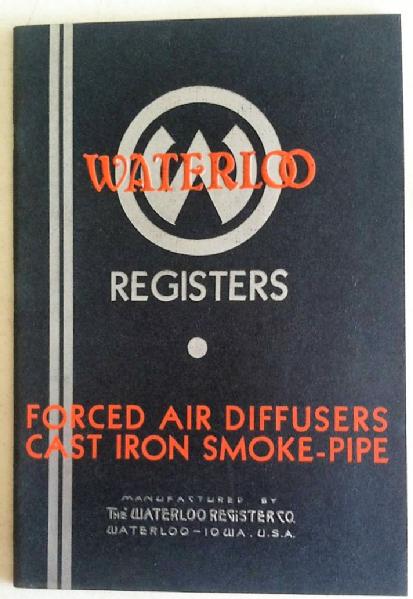 WATERLOO
REGISTERS
FORCED AIR DIFFUSERS
CAST IRON SMOKE-PIPE
MANUFACTURED BY
THE WATERLOO REGISTER CO.
WATERLOO-IOWA. U.S.A.